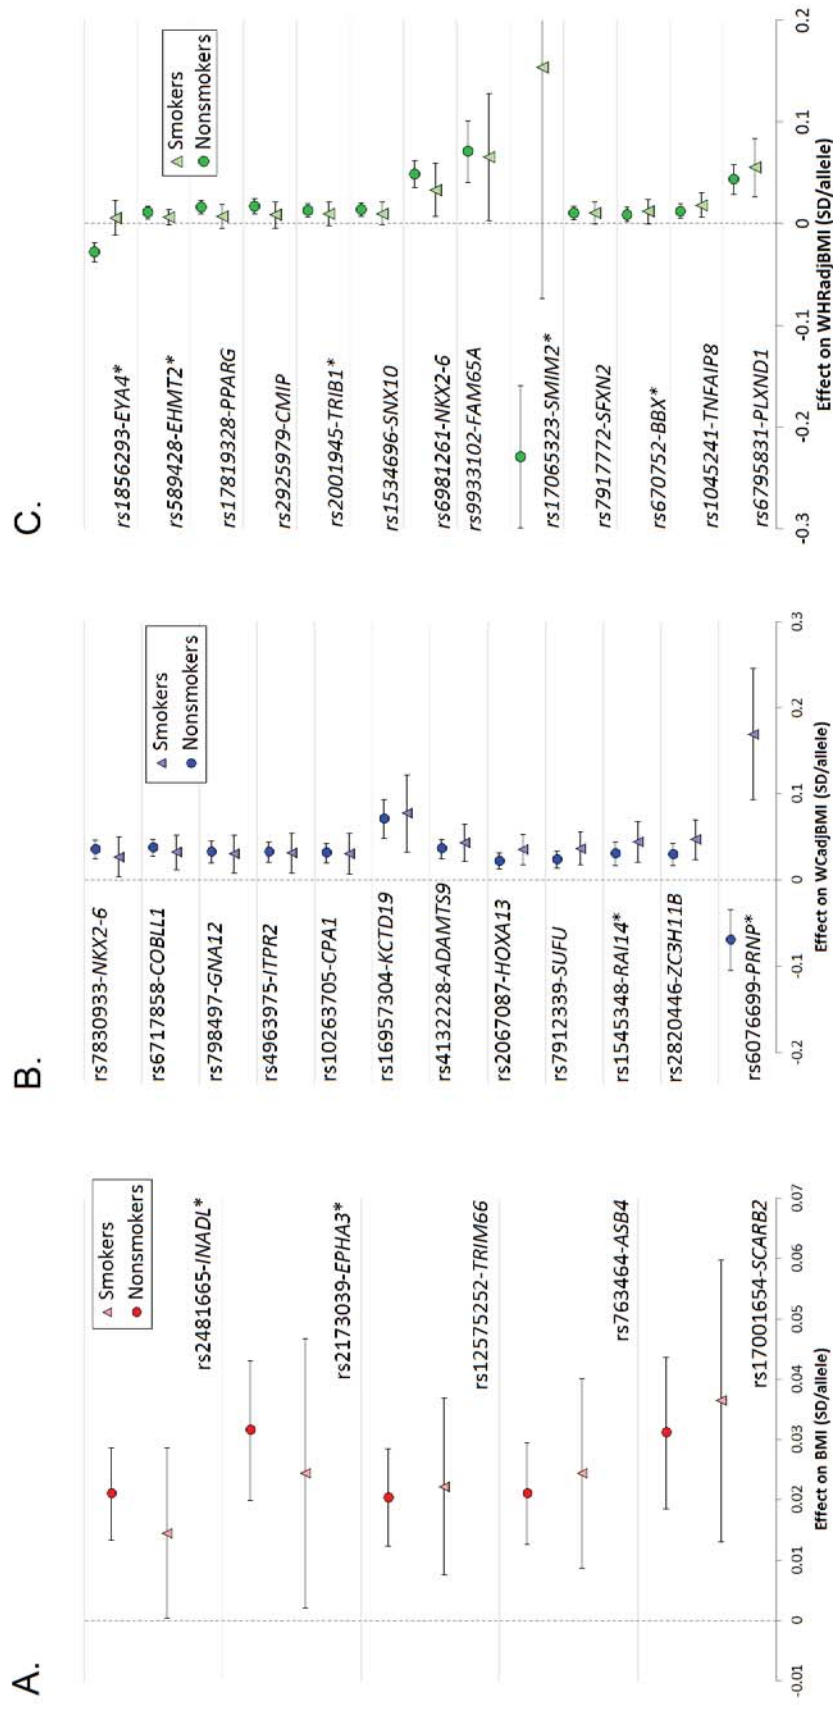 A.
Smokers
Nonsmokers
rs2481665-INADL*
rs2173039-EPHA3*
rs12575252-TRIM66
rs763464-ASB4
rs17001654-SCARB2
-0.01 0 0.01 0.02 0.03 0.04 0.05 0.06 0.07
Effect on BMI (SD/allele)
B.
Smokers
Nonsmokers
rs7830933-NKX2-6
rs6717858-COBLL1
rs798497-GNA12
rs4963975-ITPR2
rs10263705-CPA1
rs16957304-KCTD19
rs4132228-ADAMTS9
rs2067087-HOXA13
rs7912339-SUFU
rs1545348-RAI14*
rs2820446-ZC3H11B
rs6076699-PRNP*
-0.2 -0.1 0 0.1 0.2 0.3
Effect on WCadjBMI (SD/allele)
C.
Smokers
Nonsmokers
rs1856293-EYA4*
rs589428-EHMT2*
rs17819328-PPARG
rs2925979-CMIP
rs2001945-TRIB1*
rs1534696-SNX10
rs6981261-NKX2-6
rs9933102-FAM65A
rs17065323-SMIM2*
rs7917772-SFXN2
rs670752-BBX*
rs1045241-TNFAIP8
rs6795831-PLXND1
-0.3 -0.2 -0.1 0 0.1 0.2
Effect on WHRadjBMI (SD/allele)